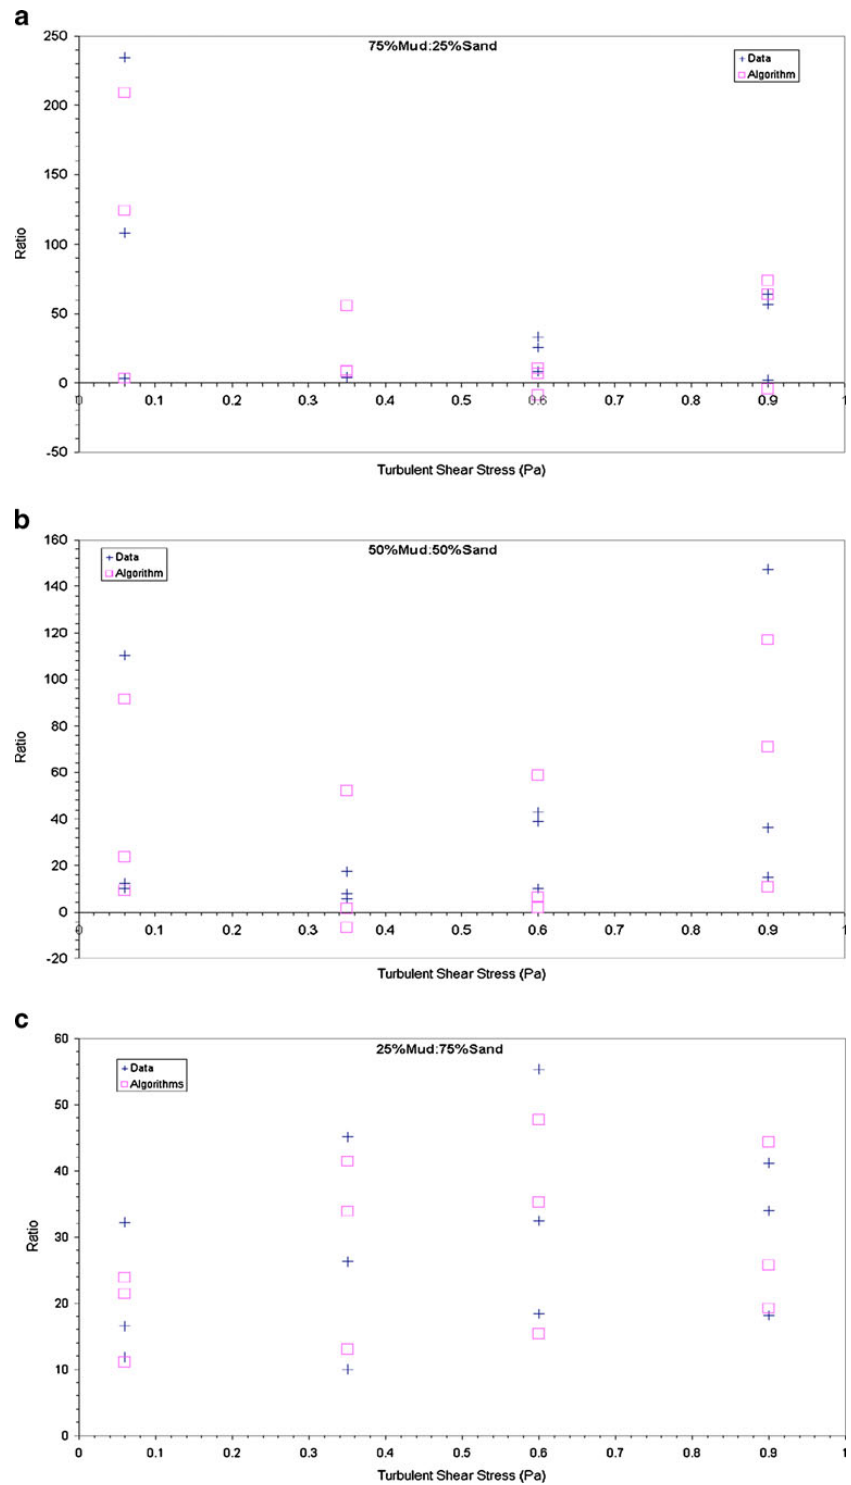 a
75%Mud:25%Sand
Data
Algorithm
250
200
150
100
50
0
-50
Ratio
0 0.1 0.2 0.3 0.4 0.5 0.6 0.7 0.8 0.9 1
Turbulent Shear Stress (Pa)
b
50%Mud:50%Sand
Data
Algorithm
160
140
120
100
80
60
40
20
0
-20
Ratio
0 0.1 0.2 0.3 0.4 0.5 0.6 0.7 0.8 0.9 1
Turbulent Shear Stress (Pa)
c
25%Mud:75%Sand
Data
Algorithms
60
50
40
30
20
10
0
Ratio
0 0.1 0.2 0.3 0.4 0.5 0.6 0.7 0.8 0.9 1
Turbulent Shear Stress (Pa)